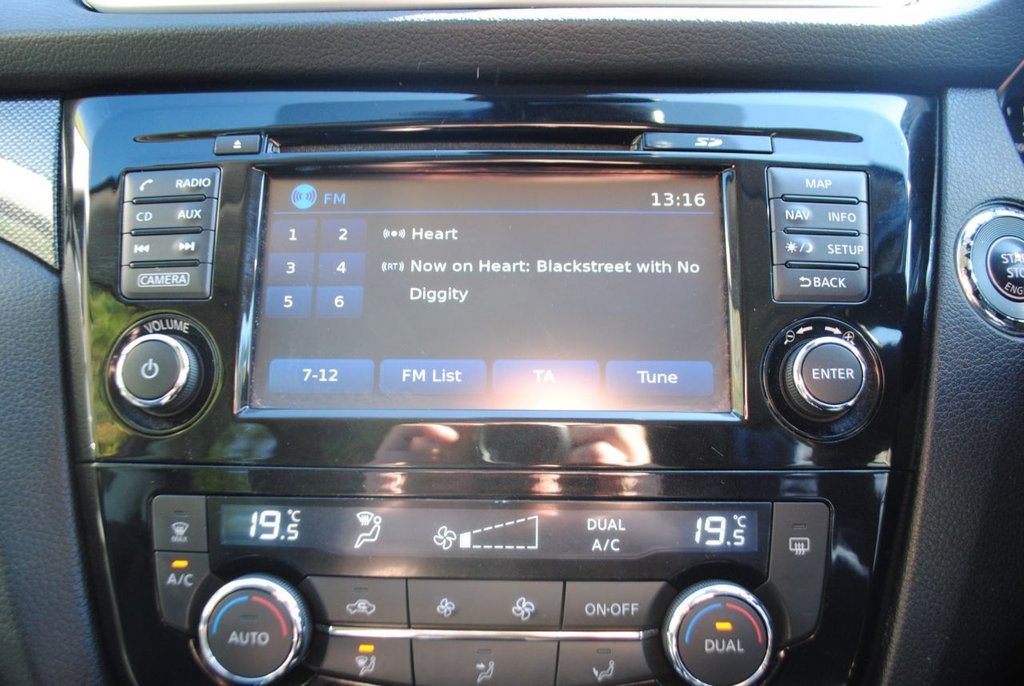 SD
RADIO
CD AUX
CAMERA
VOLUME
FM 13:16
1 2
3 4
5 6
Heart
(RT) Now on Heart: Blackstreet with No
Diggity
7-12 FM List TA Tune
MAP
NAV INFO
SETUP
BACK
ENTER
19.5°C
DUAL
A/C
19.5°C
A/C
AUTO
ON·OFF
DUAL